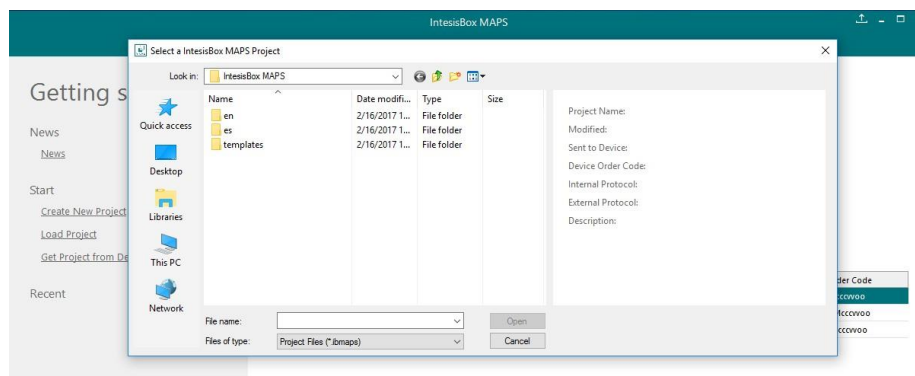 IntesisBox MAPS
Select a IntesisBox MAPS Project
Look in: IntesisBox MAPS
Getting s
News
News
Start
Create New Project
Load Project
Get Project from De
Recent
Quick access
Desktop
Libraries
This PC
Network
Name Date modifi... Type Size
en 2/16/2017 1... File folder
es 2/16/2017 1... File folder
templates 2/16/2017 1... File folder
Project Name:
Modified:
Sent to Device:
Device Order Code:
Internal Protocol:
External Protocol:
Description:
File name: Open
Files of type: Project Files (*.ibmaps) Cancel
der Code